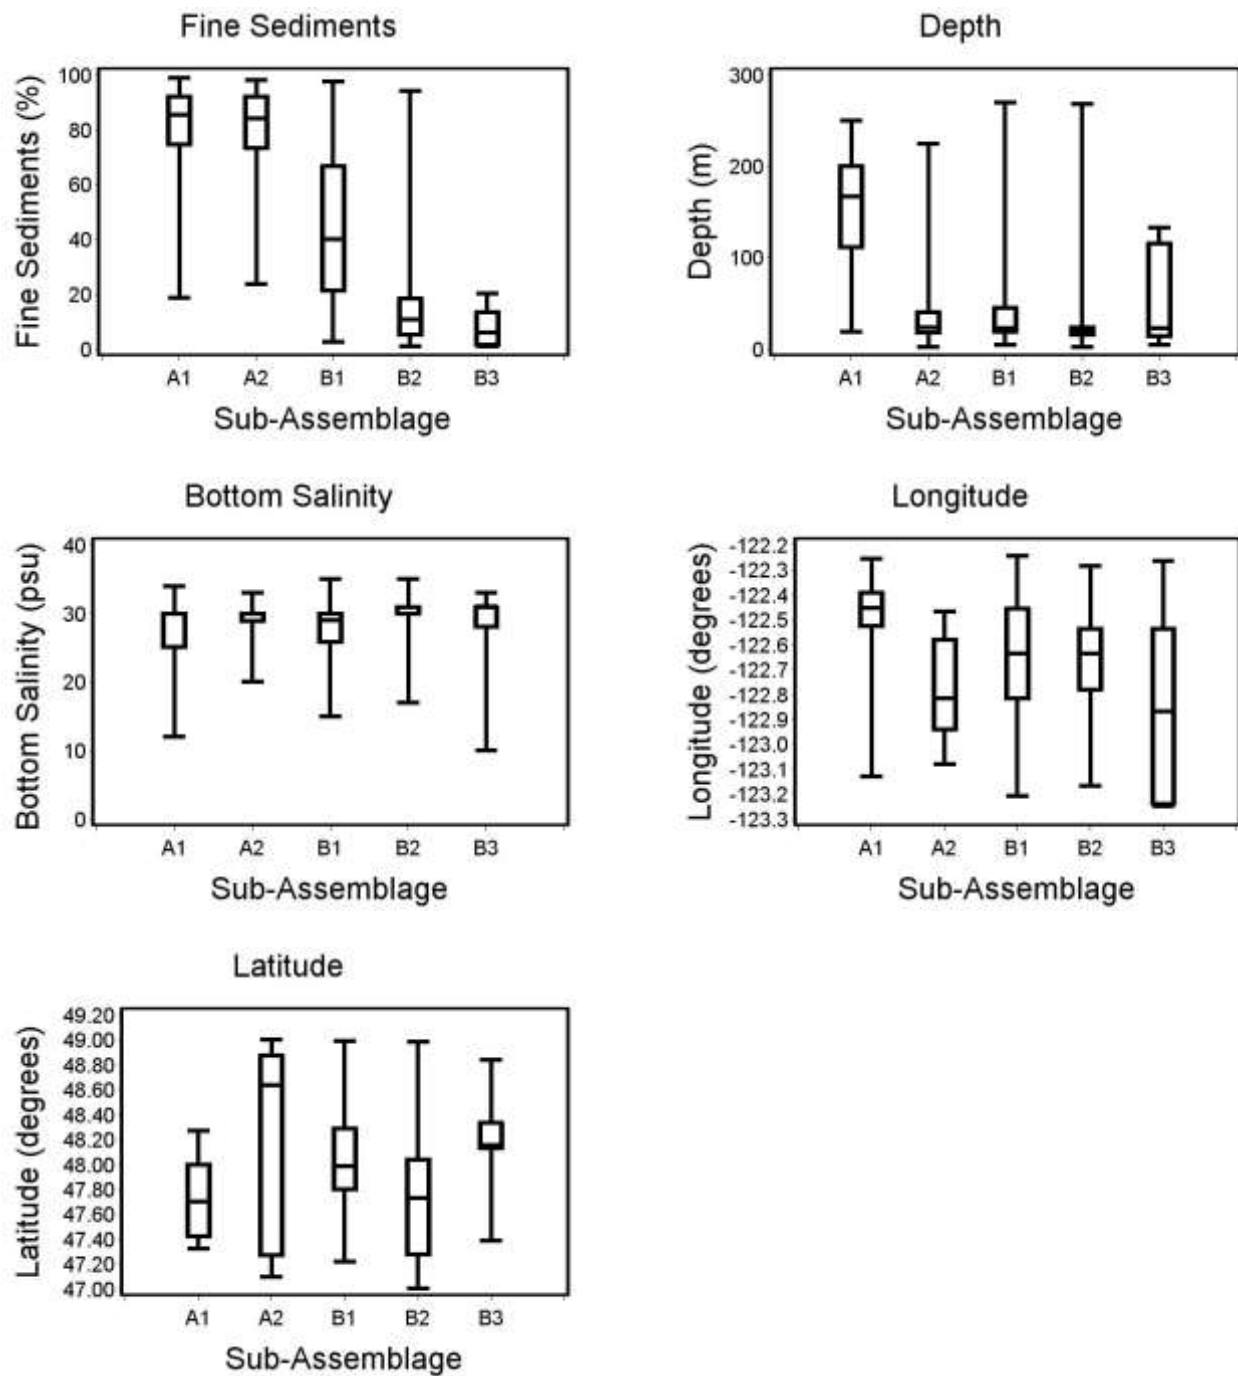 Fine Sediments
Fine Sediments (%)
100
80
60
40
20
0
A1 A2 B1 B2 B3
Sub-Assemblage
Depth
Depth (m)
300
200
100
0
A1 A2 B1 B2 B3
Sub-Assemblage
Bottom Salinity
Bottom Salinity (psu)
40
30
20
10
0
A1 A2 B1 B2 B3
Sub-Assemblage
Longitude
Longitude (degrees)
-122.2
-122.3
-122.4
-122.5
-122.6
-122.7
-122.8
-122.9
-123.0
-123.1
-123.2
-123.3
A1 A2 B1 B2 B3
Sub-Assemblage
Latitude
Latitude (degrees)
49.20
49.00
48.80
48.60
48.40
48.20
48.00
47.80
47.60
47.40
47.20
47.00
A1 A2 B1 B2 B3
Sub-Assemblage